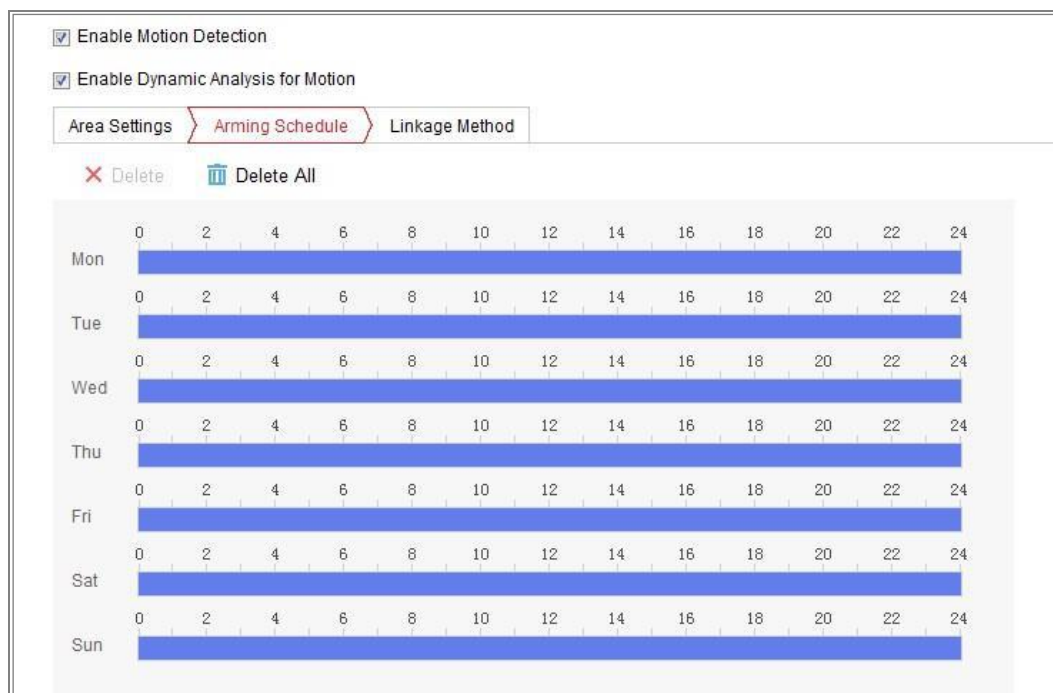 Enable Motion Detection
Enable Dynamic Analysis for Motion
Area Settings Arming Schedule Linkage Method
Delete Delete All
0 2 4 6 8 10 12 14 16 18 20 22 24
Mon
0 2 4 6 8 10 12 14 16 18 20 22 24
Tue
0 2 4 6 8 10 12 14 16 18 20 22 24
Wed
0 2 4 6 8 10 12 14 16 18 20 22 24
Thu
0 2 4 6 8 10 12 14 16 18 20 22 24
Fri
0 2 4 6 8 10 12 14 16 18 20 22 24
Sat
0 2 4 6 8 10 12 14 16 18 20 22 24
Sun